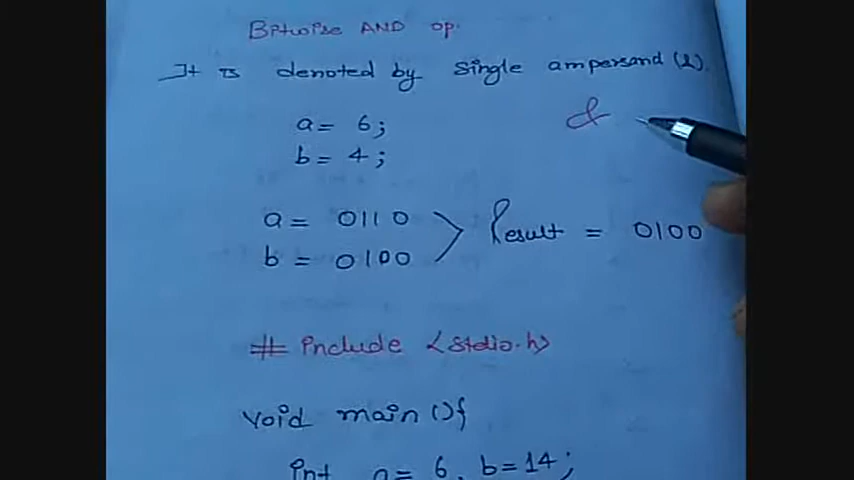 Bitwise AND op.
It is denoted by single ampersand (&).
&
a = 6;
b = 4;
a = 0110
b = 0100
Result = 0100
# include <stdio.h>
void main(){
int a= 6, b=14;